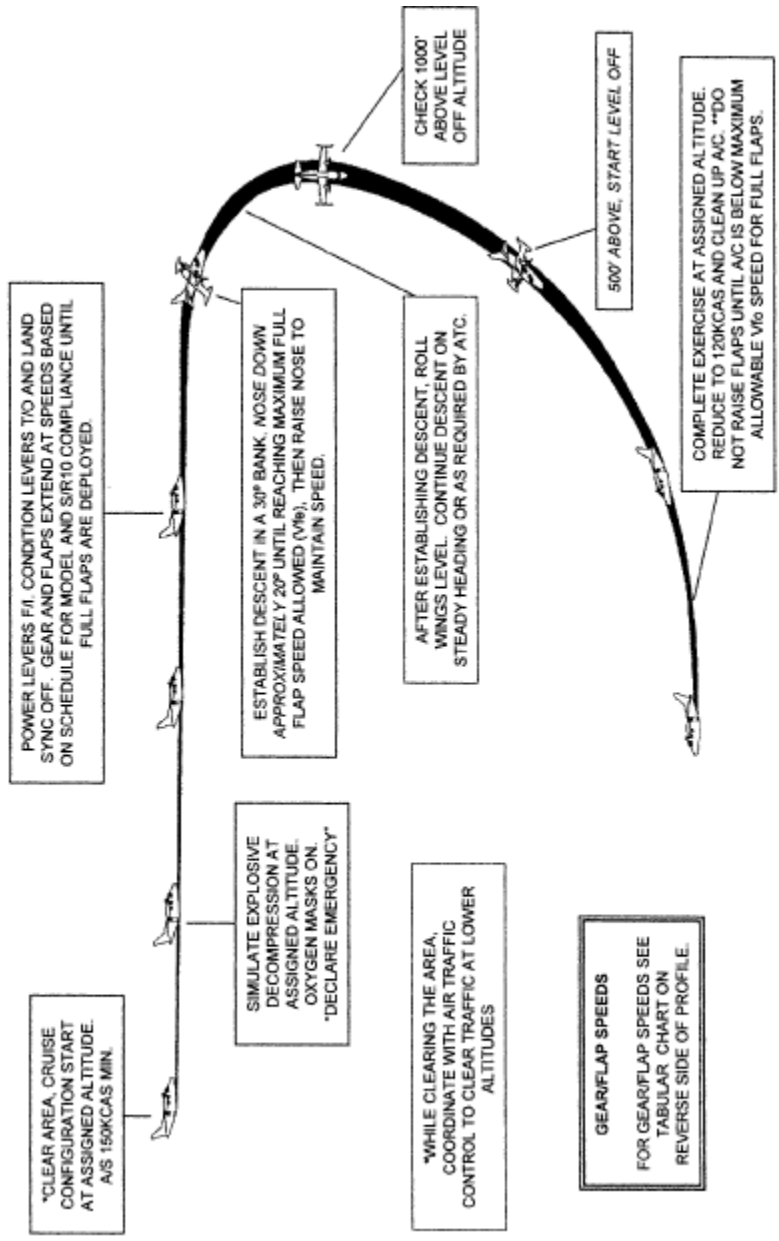 *CLEAR AREA, CRUISE
CONFIGURATION START
AT ASSIGNED ALTITUDE.
A/S 150KCAS MIN.
SIMULATE EXPLOSIVE
DECOMPRESSION AT
ASSIGNED ALTITUDE.
OXYGEN MASKS ON.
"DECLARE EMERGENCY"
POWER LEVERS F/I, CONDITION LEVERS T/O AND LAND
SYNC OFF. GEAR AND FLAPS EXTEND AT SPEEDS BASED
ON SCHEDULE FOR MODEL AND S/R10 COMPLIANCE UNTIL
FULL FLAPS ARE DEPLOYED.
ESTABLISH DESCENT IN A 30° BANK, NOSE DOWN
APPROXIMATELY 20° UNTIL REACHING MAXIMUM FULL
FLAP SPEED ALLOWED (Vfe), THEN RAISE NOSE TO
MAINTAIN SPEED.
AFTER ESTABLISHING DESCENT, ROLL
WINGS LEVEL. CONTINUE DESCENT ON
STEADY HEADING OR AS REQUIRED BY ATC.
CHECK 1000'
ABOVE LEVEL
OFF ALTITUDE
500' ABOVE, START LEVEL OFF
COMPLETE EXERCISE AT ASSIGNED ALTITUDE.
REDUCE TO 120KCAS AND CLEAN UP A/C. **DO
NOT RAISE FLAPS UNTIL A/C IS BELOW MAXIMUM
ALLOWABLE Vfo SPEED FOR FULL FLAPS.
*WHILE CLEARING THE AREA,
COORDINATE WITH AIR TRAFFIC
CONTROL TO CLEAR TRAFFIC AT LOWER
ALTITUDES
GEAR/FLAP SPEEDS
FOR GEAR/FLAP SPEEDS SEE
TABULAR CHART ON
REVERSE SIDE OF PROFILE.